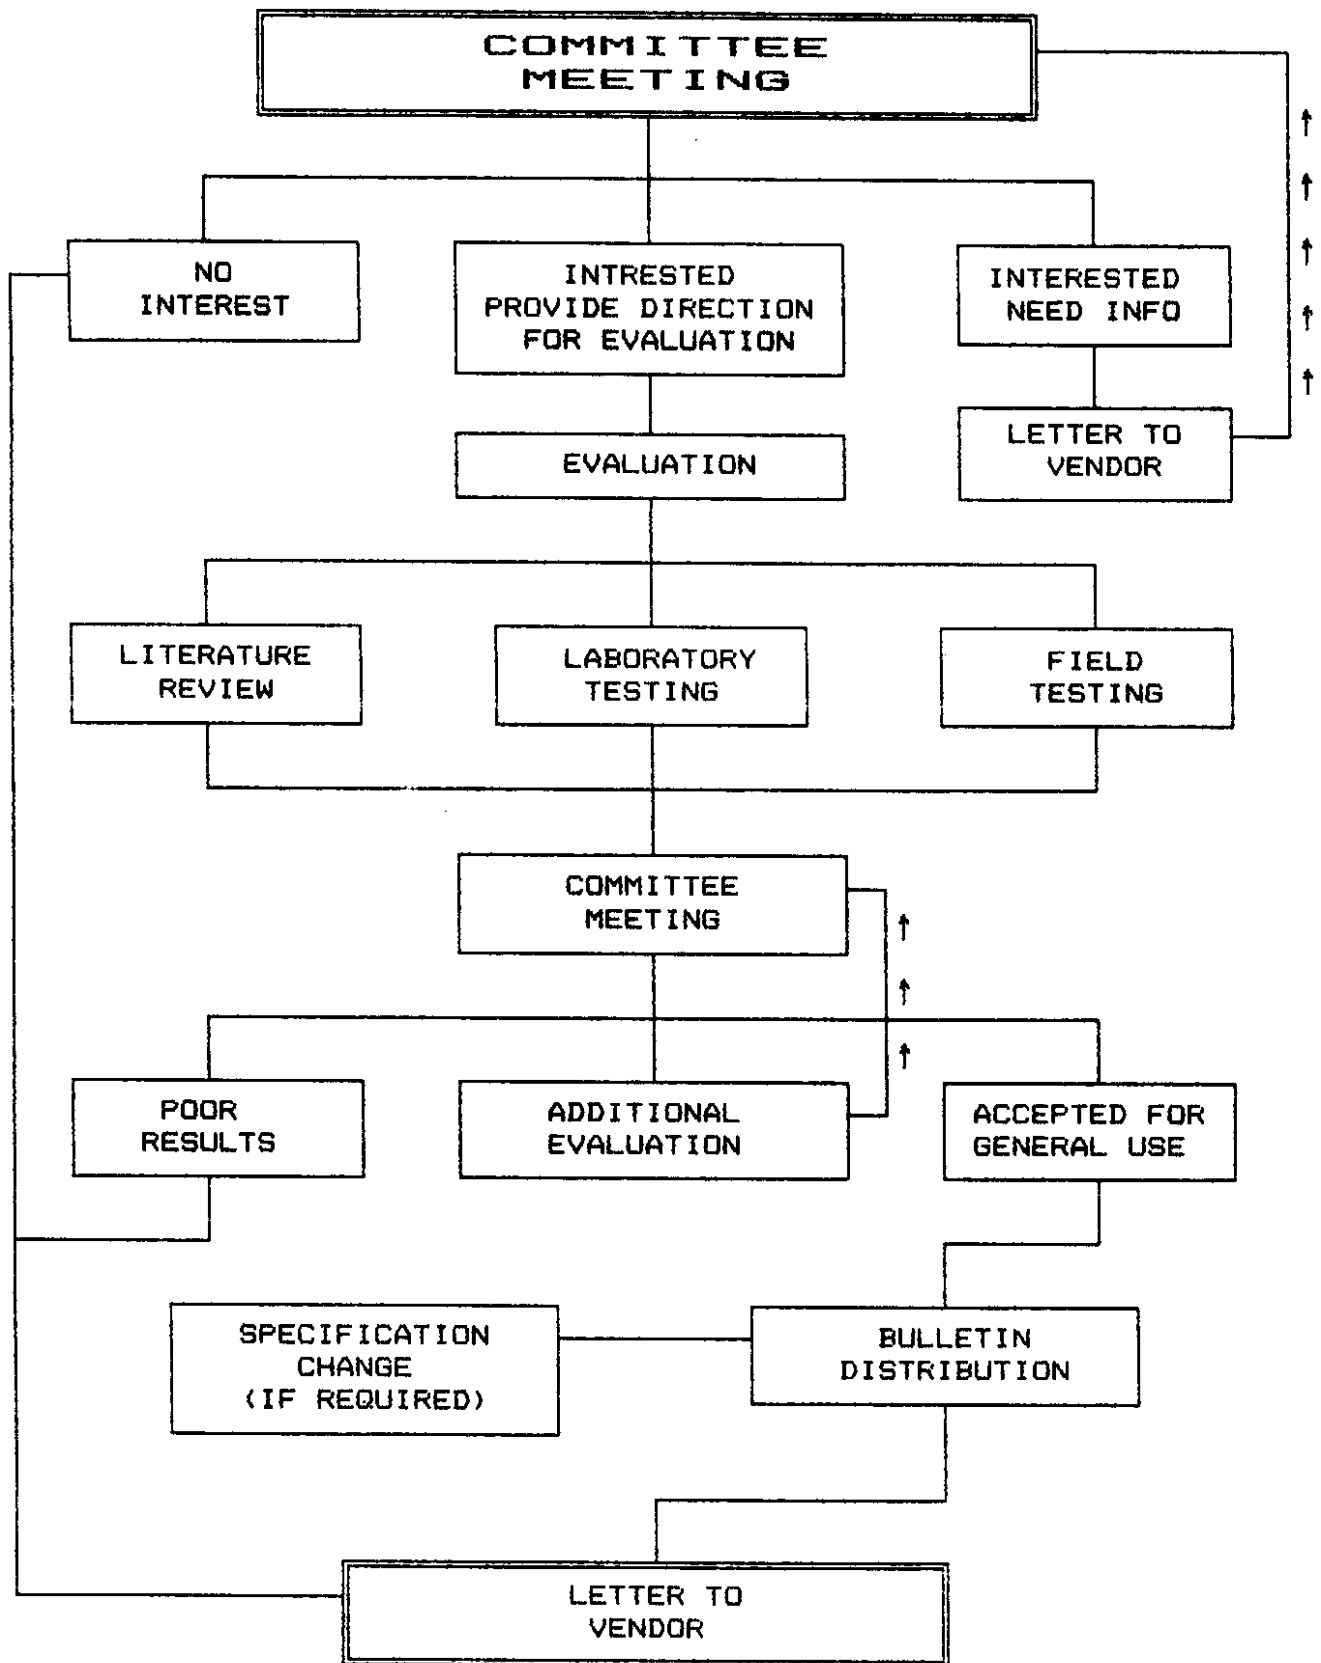 COMMITTEE
MEETING
NO
INTEREST
INTRESTED
PROVIDE DIRECTION
FOR EVALUATION
INTERESTED
NEED INFO
LETTER TO
VENDOR
EVALUATION
LITERATURE
REVIEW
LABORATORY
TESTING
FIELD
TESTING
COMMITTEE
MEETING
POOR
RESULTS
ADDITIONAL
EVALUATION
ACCEPTED FOR
GENERAL USE
SPECIFICATION
CHANGE
(IF REQUIRED)
BULLETIN
DISTRIBUTION
LETTER TO
VENDOR